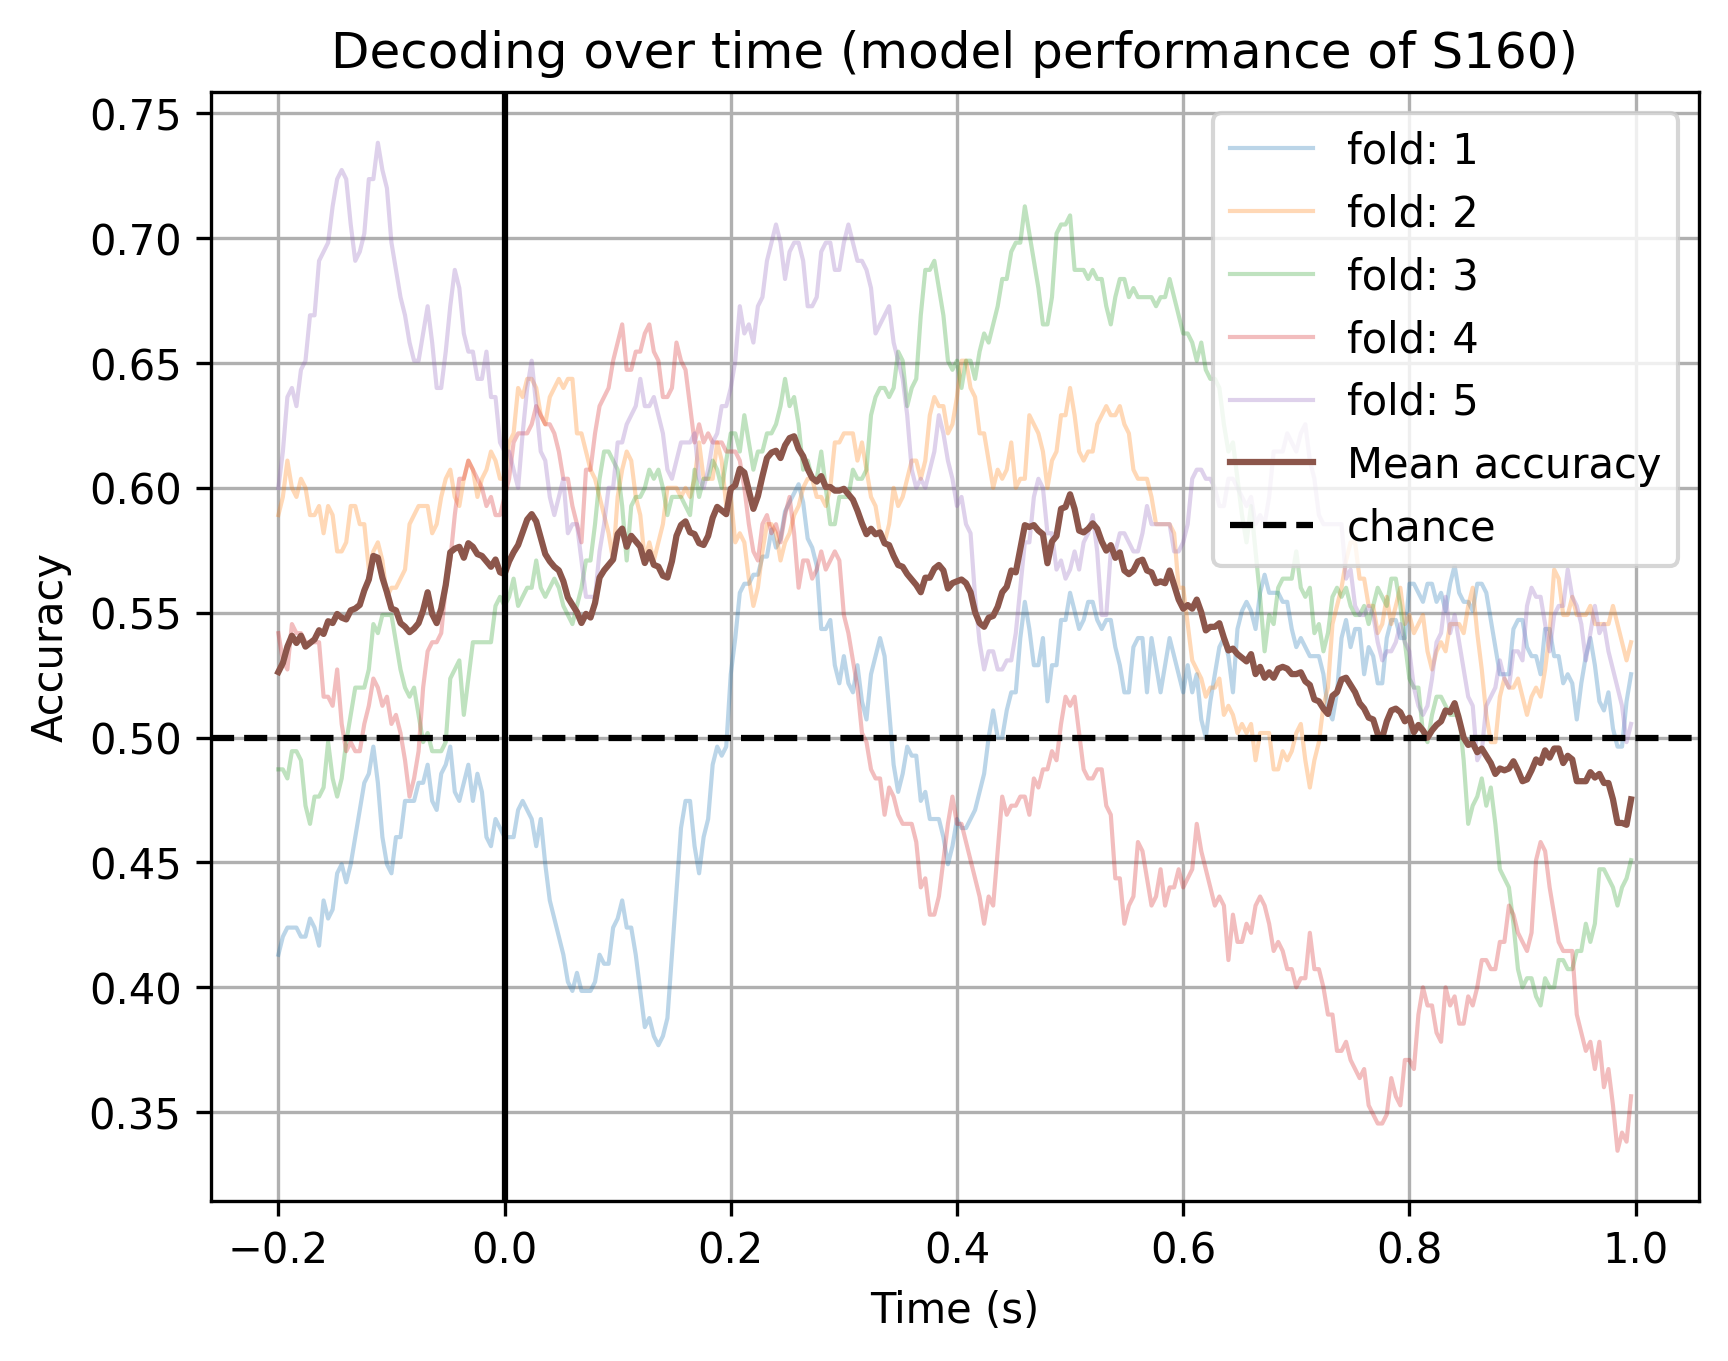 Decoding over time (model performance of S160)
0.75
0.70
0.65
0.60
0.55
0.50
0.45
0.40
0.35
Accuracy
fold: 1
fold: 2
fold: 3
fold: 4
fold: 5
Mean accuracy
chance
−0.2 0.0 0.2 0.4 0.6 0.8 1.0
Time (s)